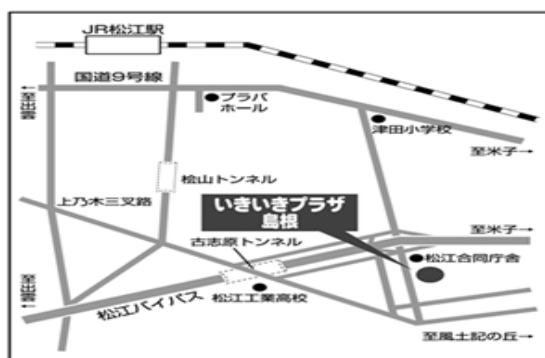 JR松江駅
国道9号線
至出雲
プラバ
ホール
津田小学校
至米子
桧山トンネル
上乃木三叉路
いきいきプラザ
島根
至米子
古志原トンネル
松江合同庁舎
至出雲
松江バイパス
松江工業高校
至風土記の丘